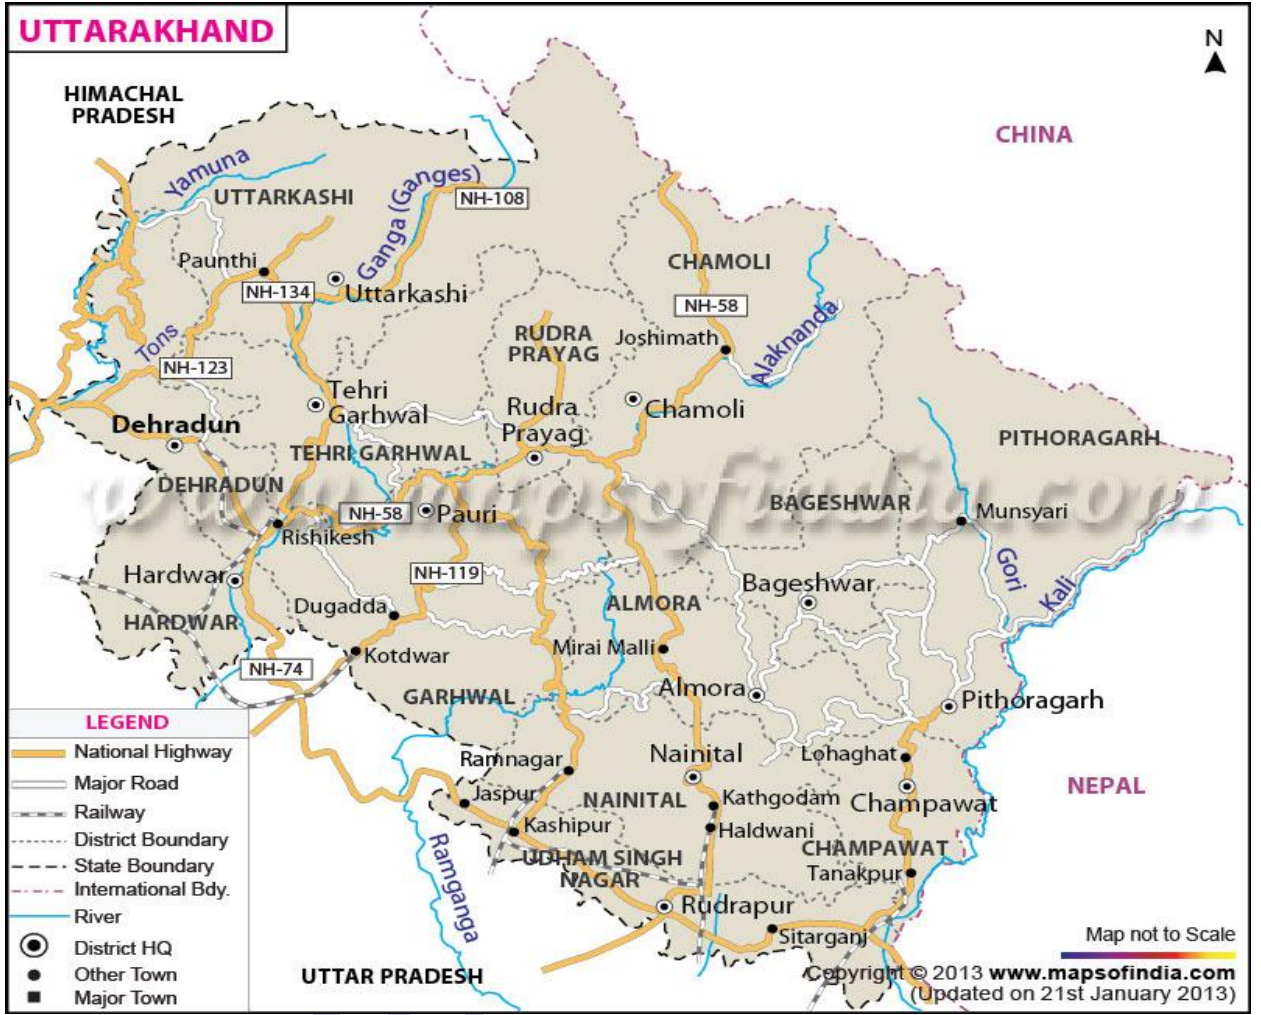 UTTARAKHAND
N
HIMACHAL
PRADESH
CHINA
Yamuna
UTTARKASHI
Ganga (Ganges)
NH-108
Paunthi
NH-134
Uttarkashi
CHAMOLI
NH-58
Joshimath
Alaknanda
RUDRA
PRAYAG
Tons
NH-123
Tehri
Garhwal
Rudra
Prayag
Chamoli
Dehradun
TEHRI GARHWAL
PITHORAGARH
DEHRADUN
www.mapsofindia.com
NH-58
Pauri
BAGESHWAR
Munsyari
Rishikesh
Hardwar
NH-119
Bageshwar
Gori
Kali
HARDWAR
Dugadda
ALMORA
Kotdwar
Mirai Malli
NH-74
GARHWAL
Almora
Pithoragarh
LEGEND
National Highway
Major Road
Railway
District Boundary
State Boundary
International Bdy.
River
District HQ
Other Town
Major Town
Ramnagar
Nainital
Lohaghat
NEPAL
Jaspur
NAINITAL
Kathgodam
Champawat
Kashipur
Haldwani
CHAMPAWAT
Ramganga
UDHAM SINGH
NAGAR
Tanakpur
Rudrapur
Sitarganj
UTTAR PRADESH
Map not to Scale
Copyright © 2013 www.mapsofindia.com
(Updated on 21st January 2013)